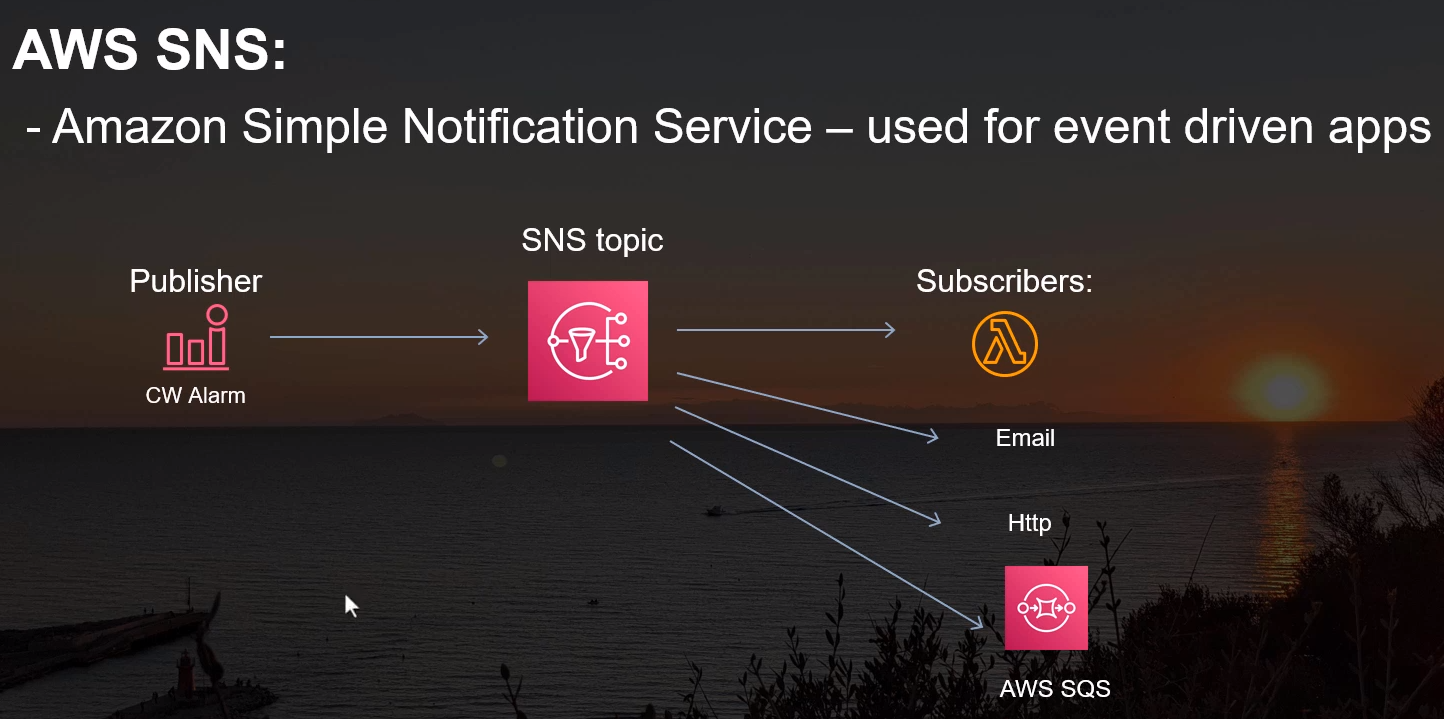 AWS SNS:
- Amazon Simple Notification Service – used for event driven apps
SNS topic
Publisher
Subscribers:
CW Alarm
Email
Http
AWS SQS